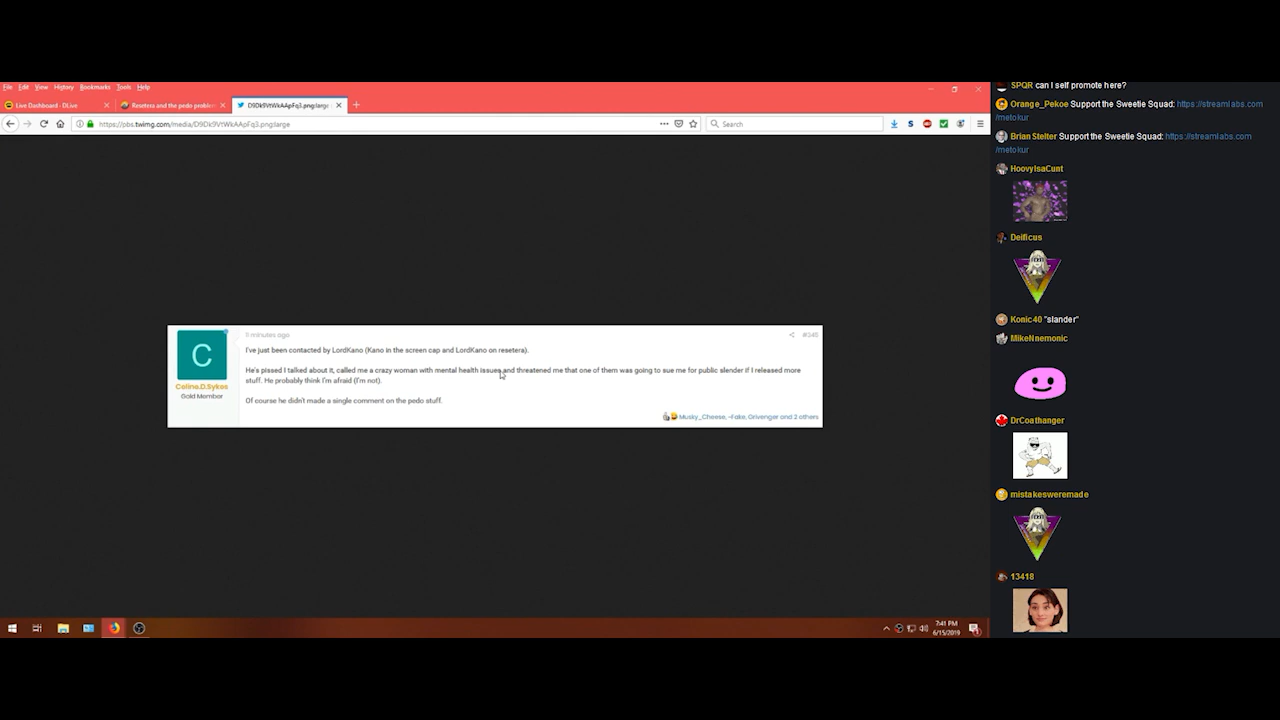 File Edit View History Bookmarks Tools Help
Live Dashboard - DLive
Resetera and the pedo problem
D9Dk9VtWkAApFq3.png:large
https://pbs.twimg.com/media/D9Dk9VtWkAApFq3.png:large
Search
C
Celine.D.Sykes
Gold Member
11 minutes ago
#345
I've just been contacted by LordKano (Kano in the screen cap and LordKano on resetera).
He's pissed I talked about it, called me a crazy woman with mental health issues and threatened me that one of them was going to sue me for public slender if I released more
stuff. He probably think I'm afraid (I'm not).
Of course he didn't made a single comment on the pedo stuff.
Musky_Cheese, -Fake, Grivenger and 2 others
7:41 PM
6/15/2019
SPQR can I self promote here?
Orange_Pekoe Support the Sweetie Squad: https://streamlabs.com
/metokur
Brian Stelter Support the Sweetie Squad: https://streamlabs.com
/metokur
HoovyIsaCunt
Deificus
Konic40 "slander"
MikeNnemonic
DrCoathanger
mistakesweremade
13418